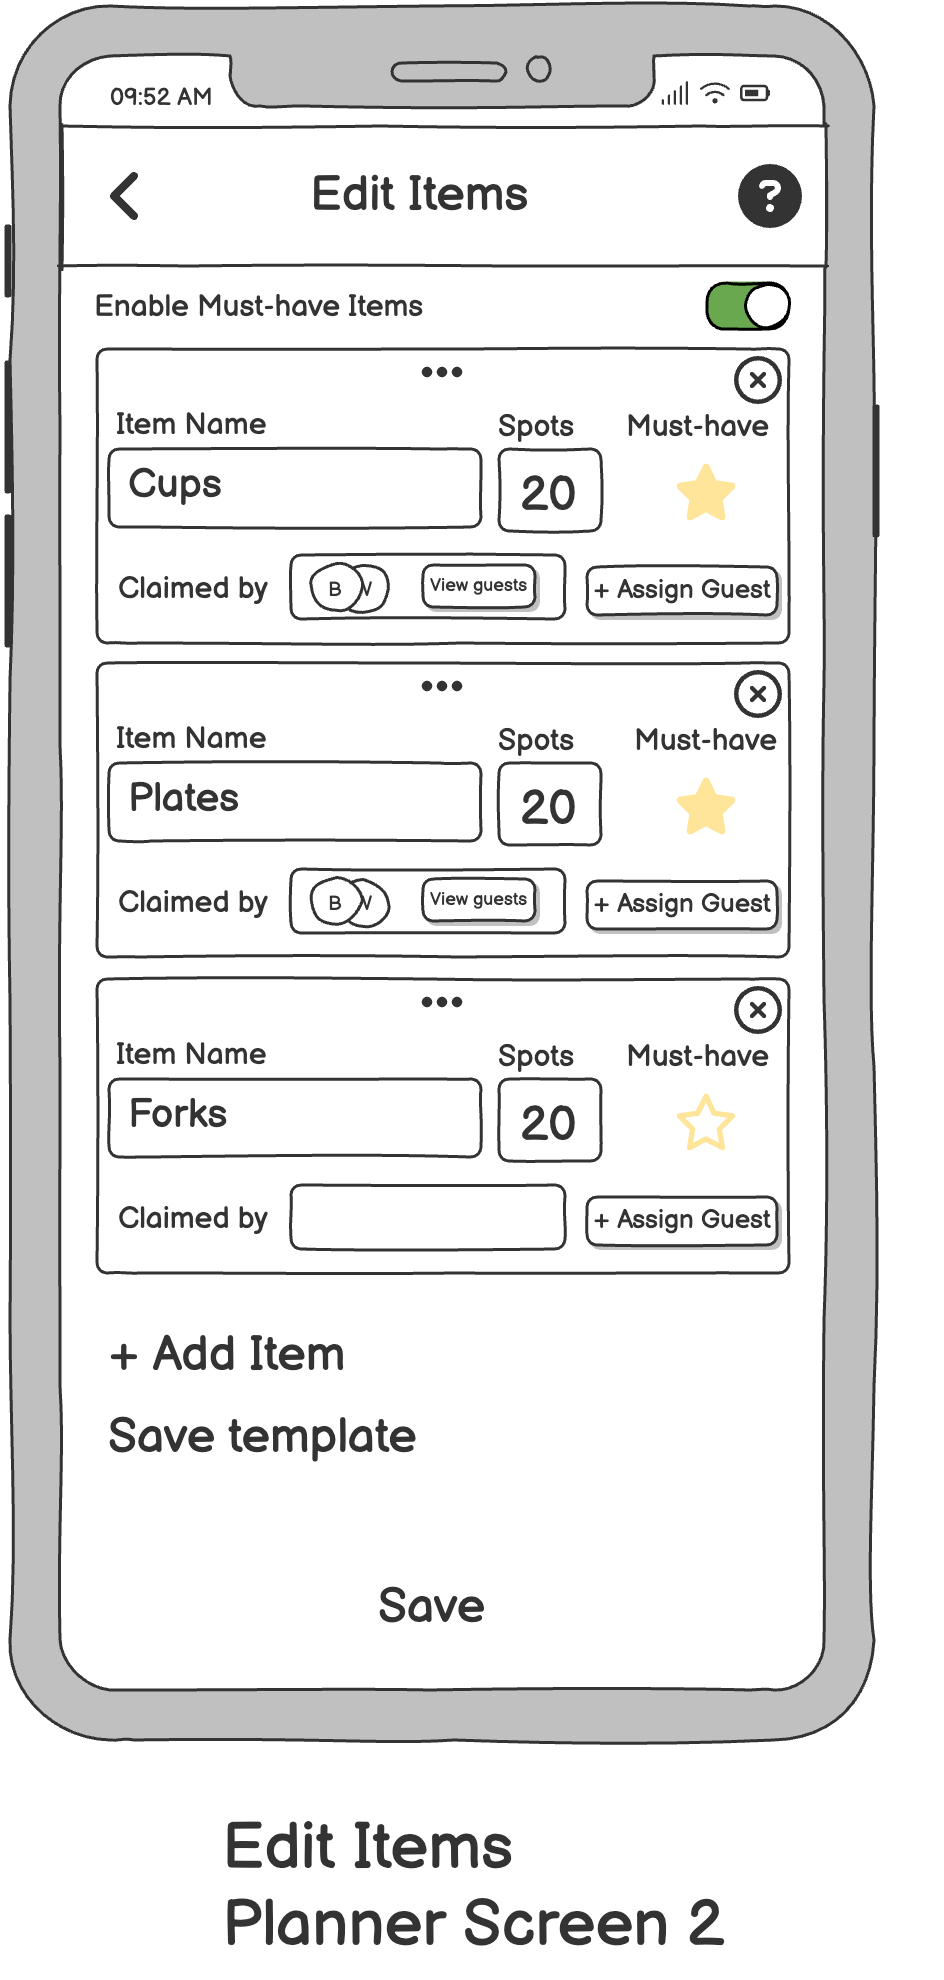 09:52 AM
Edit Items
?
Enable Must-have Items
Item Name Spots Must-have
Cups 20
Claimed by B View guests + Assign Guest
Item Name Spots Must-have
Plates 20
Claimed by B View guests + Assign Guest
Item Name Spots Must-have
Forks 20
Claimed by + Assign Guest
+ Add Item
Save template
Save
Edit Items
Planner Screen 2